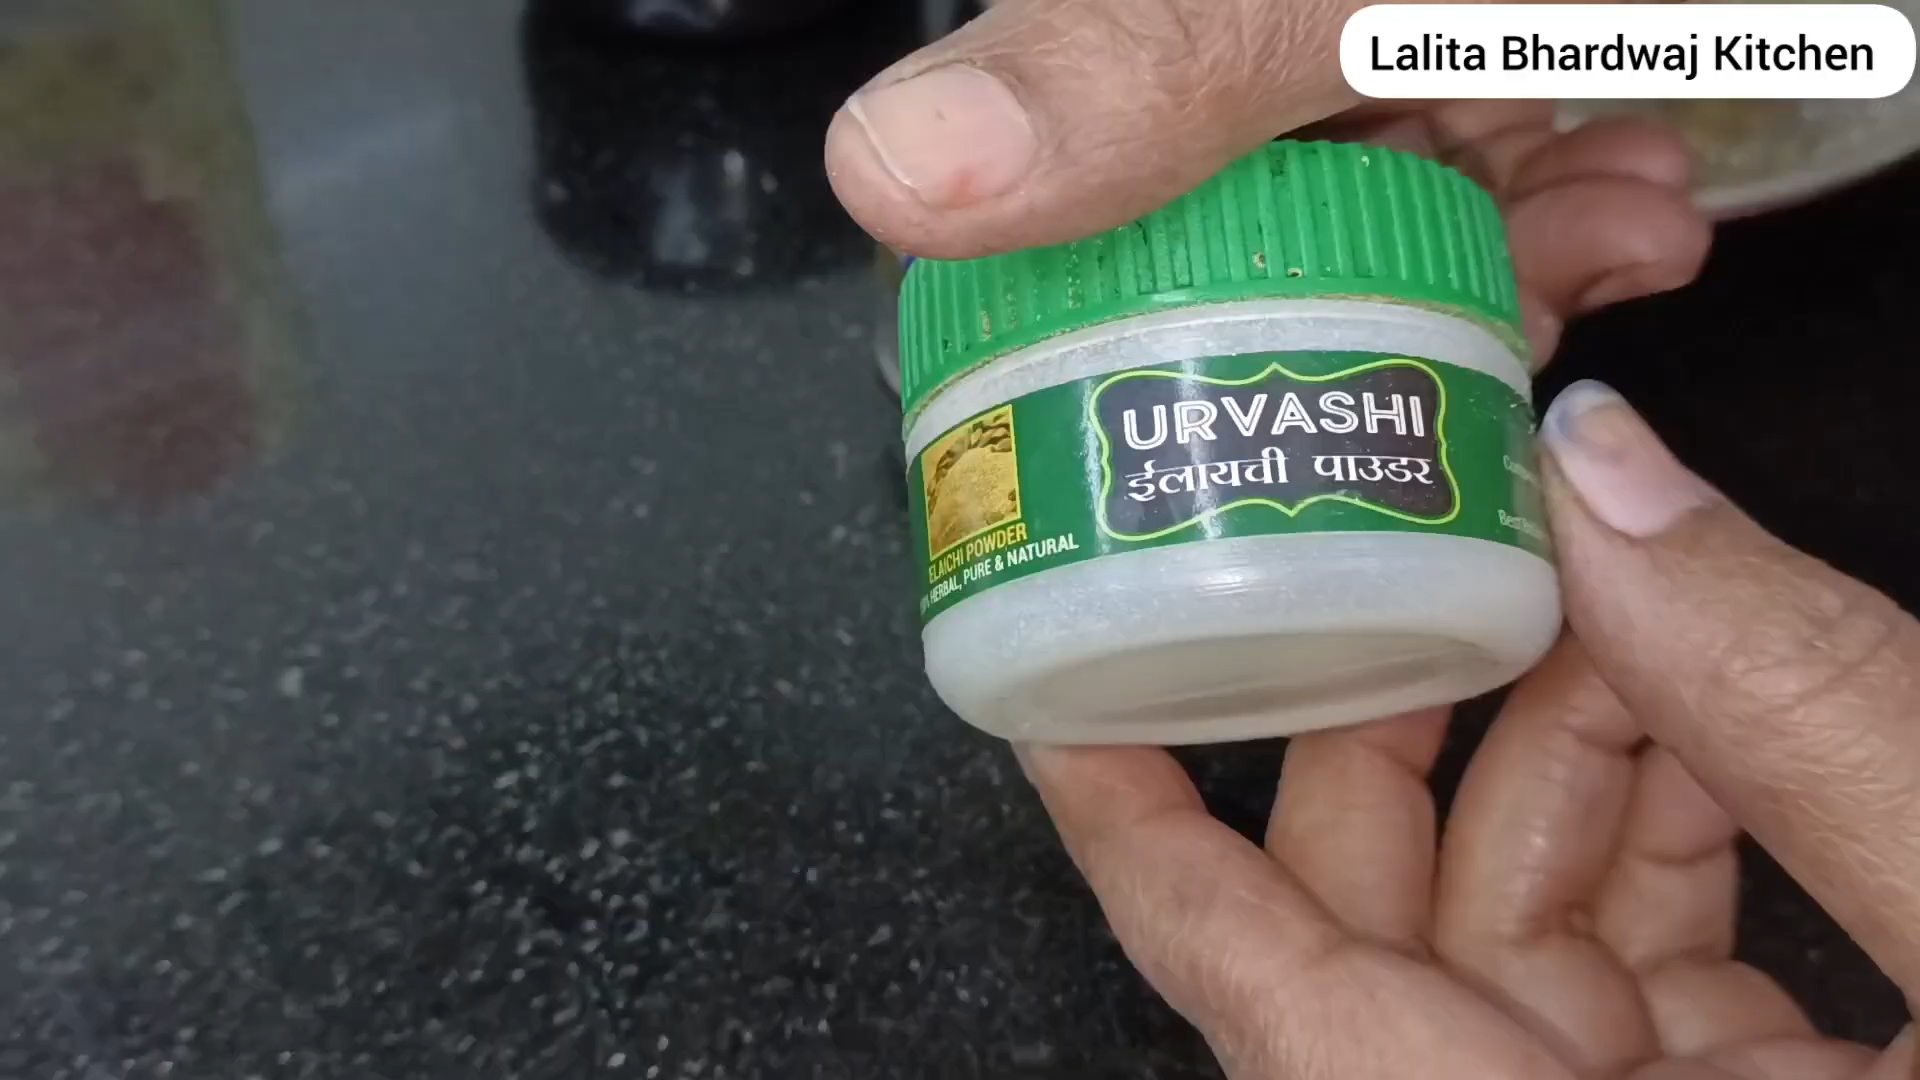 Lalita Bhardwaj Kitchen
URVASHI
ईलायची पाउडर
ELAICHI POWDER
HERBAL, PURE & NATURAL